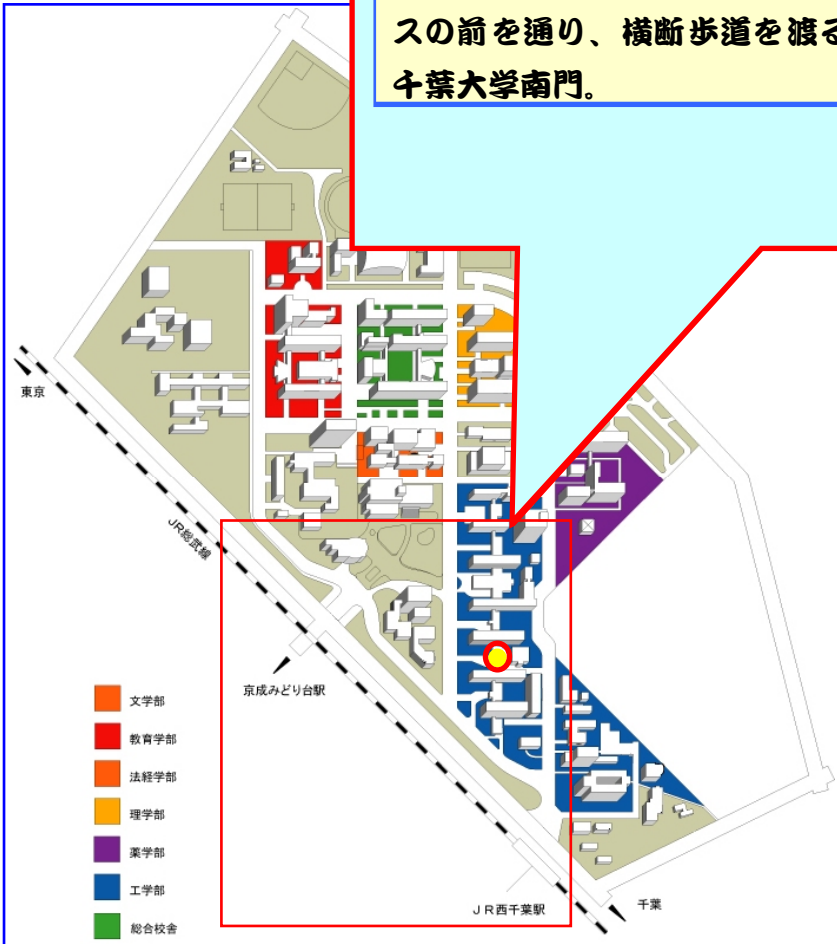 スの前を通り、横断歩道を渡る
千葉大学南門。
東京
JR総武線
京成みどり台駅
文学部
教育学部
法経学部
理学部
薬学部
工学部
総合校舎
JR西千葉駅
千葉